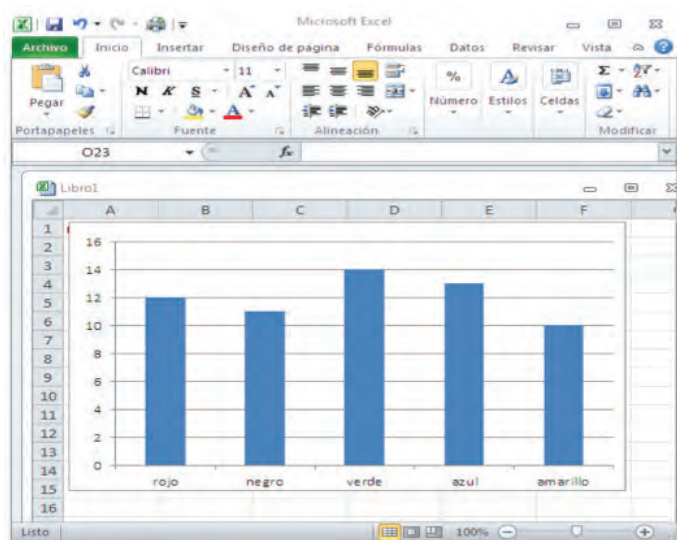 Microsoft Excel
Archivo Inicio Insertar Diseño de página Fórmulas Datos Revisar Vista
Pegar
Calibri 11
N K S
A A
A
%
Número Estilos Celdas
Σ
Portapapeles Fuente Alineación Modificar
O23 fx
Libro1
A B C D E F
1
2
3
4
5
6
7
8
9
10
11
12
13
14
15
16
16
14
12
10
8
6
4
2
0
rojo negro verde azul amarillo
Listo 100%